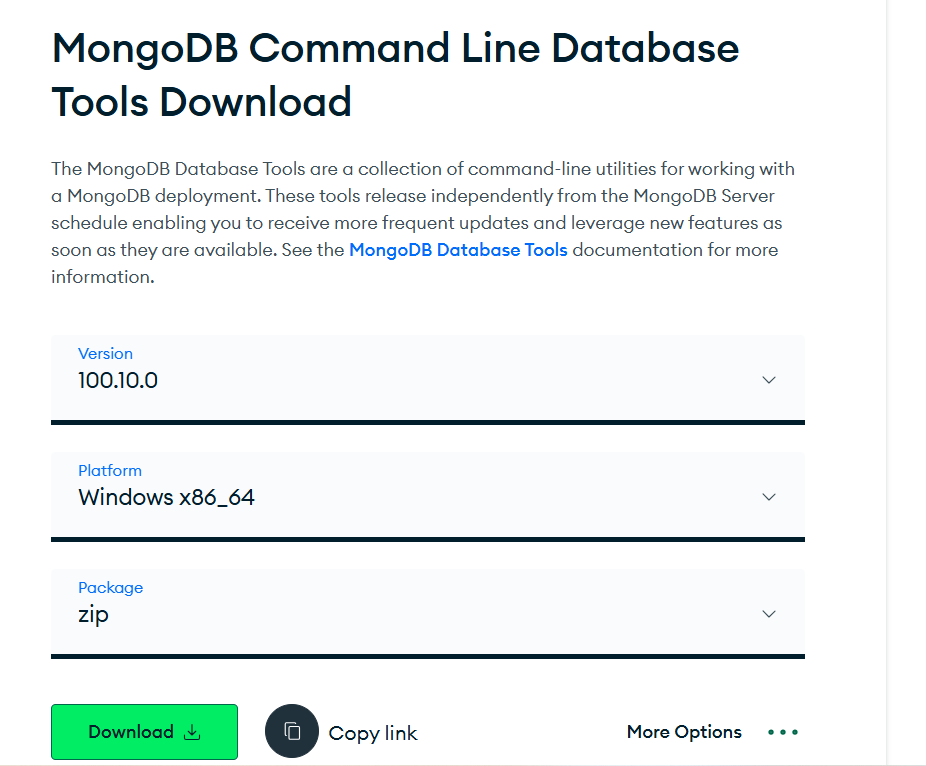 MongoDB Command Line Database
Tools Download
The MongoDB Database Tools are a collection of command-line utilities for working with
a MongoDB deployment. These tools release independently from the MongoDB Server
schedule enabling you to receive more frequent updates and leverage new features as
soon as they are available. See the MongoDB Database Tools documentation for more
information.
Version
100.10.0
Platform
Windows x86_64
Package
zip
Download
Copy link
More Options